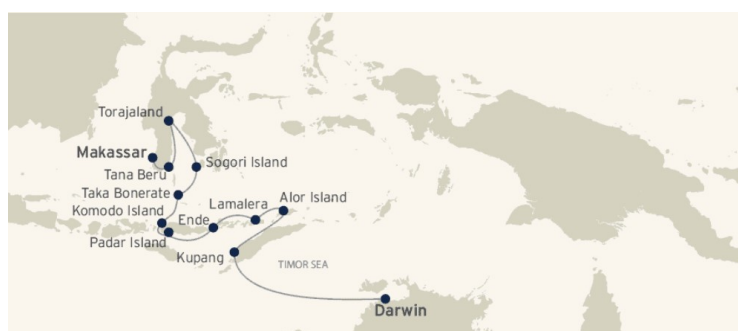 Torajaland
Makassar
Tana Beru
Sogori Island
Taka Bonerate
Komodo Island
Ende
Lamalera
Alor Island
Padar Island
Kupang
TIMOR SEA
Darwin